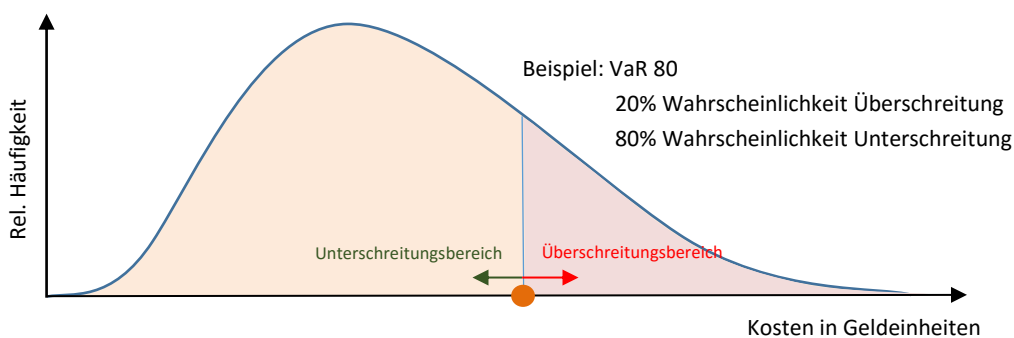 Rel. Häufigkeit
Beispiel: VaR 80
20% Wahrscheinlichkeit Überschreitung
80% Wahrscheinlichkeit Unterschreitung
Unterschreitungsbereich
Überschreitungsbereich
Kosten in Geldeinheiten